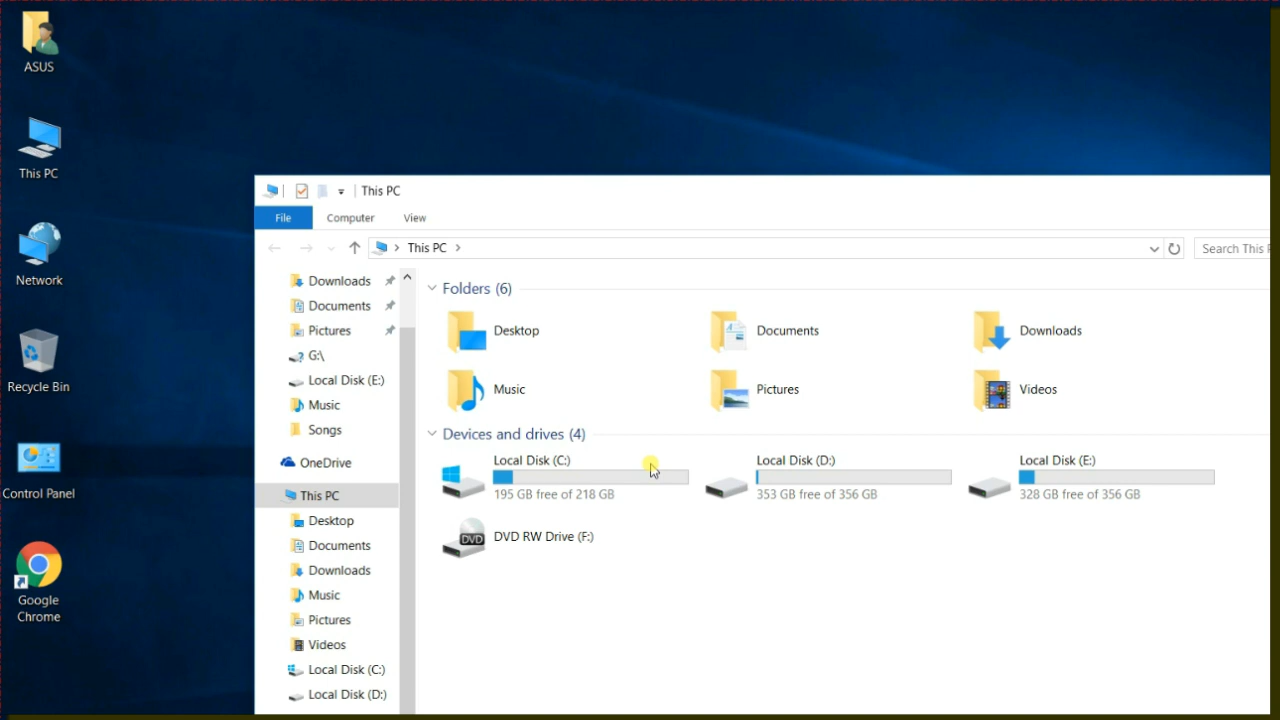 ASUS
This PC
Network
Recycle Bin
Control Panel
Google
Chrome
This PC
File
Computer
View
This PC
Search This
Downloads
Documents
Pictures
G:\
Local Disk (E:)
Music
Songs
OneDrive
This PC
Desktop
Documents
Downloads
Music
Pictures
Videos
Local Disk (C:)
Local Disk (D:)
Folders (6)
Desktop
Documents
Downloads
Music
Pictures
Videos
Devices and drives (4)
Local Disk (C:)
195 GB free of 218 GB
Local Disk (D:)
353 GB free of 356 GB
Local Disk (E:)
328 GB free of 356 GB
DVD
DVD RW Drive (F:)